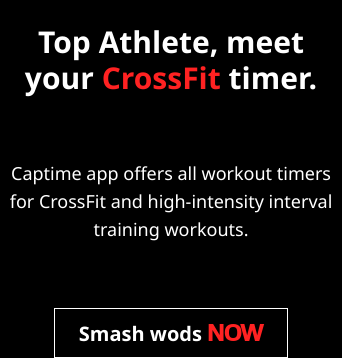 Top Athlete, meet
your CrossFit timer.
Captime app offers all workout timers
for CrossFit and high-intensity interval
training workouts.
Smash wods NOW